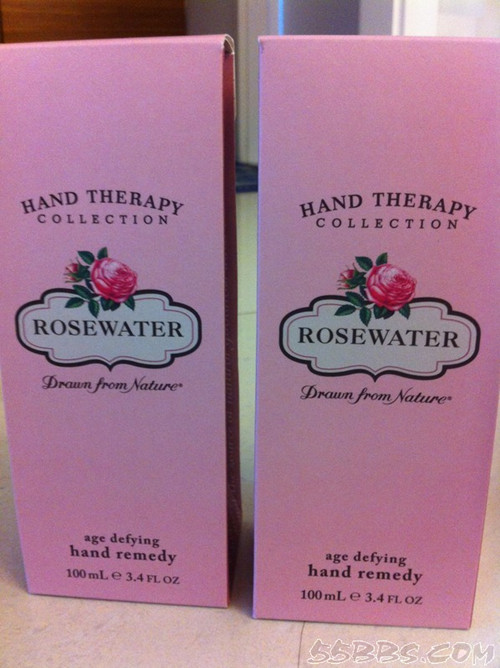 HAND THERAPY
COLLECTION
ROSEWATER
Drawn from Nature®
age defying
hand remedy
100 mL ℮ 3.4 FL OZ
HAND THERAPY
COLLECTION
ROSEWATER
Drawn from Nature®
age defying
hand remedy
100 mL ℮ 3.4 FL OZ
55BBS.COM